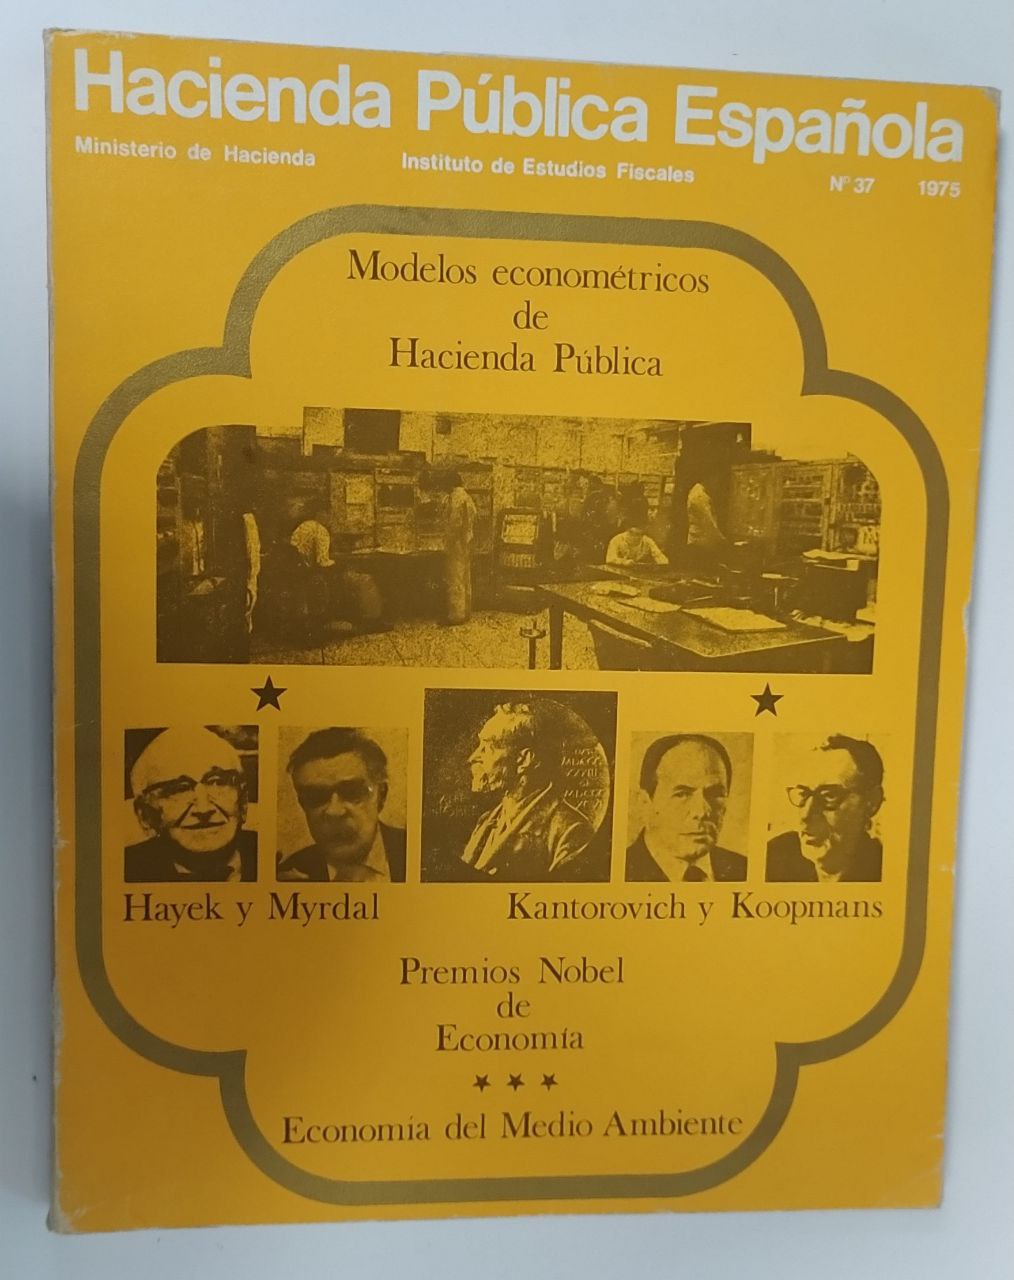 Hacienda Pública Española
Ministerio de Hacienda
Instituto de Estudios Fiscales
Nº 37
1975
Modelos econométricos
de
Hacienda Pública
Hayek y Myrdal
Kantorovich y Koopmans
Premios Nobel
de
Economía
Economía del Medio Ambiente